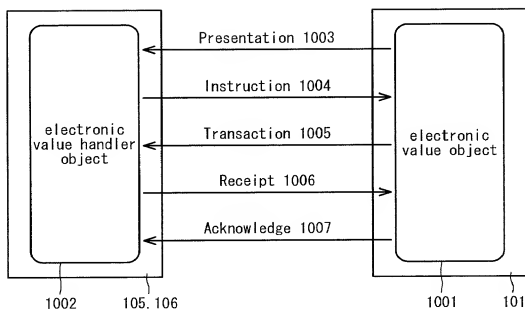 Presentation 1003
Instruction 1004
Transaction 1005
Receipt 1006
Acknowledge 1007
electronic
value handler
object
electronic
value object
1002
105,106
1001
101